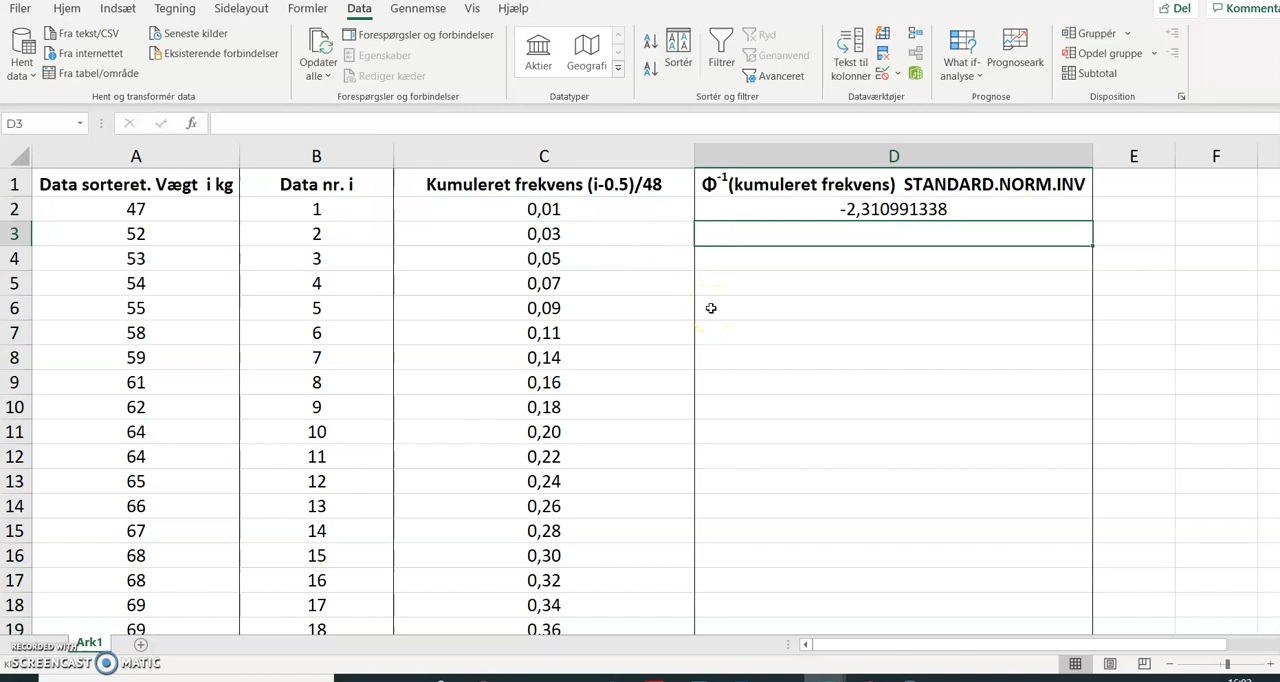 Filer Hjem Indsæt Tegning Sidelayout Formler Data Gennemse Vis Hjælp Del Kommenta
Hent data
Fra tekst/CSV
Fra internettet
Fra tabel/område
Seneste kilder
Eksisterende forbindelser
Hent og transformér data
Opdater alle
Forespørgsler og forbindelser
Egenskaber
Rediger kæder
Forespørgsler og forbindelser
Aktier
Geografi
Datatyper
Sortér
Filtrer
Ryd
Genanvend
Avanceret
Sortér og filtrer
Tekst til kolonner
Dataværktøjer
What if-analyse
Prognoseark
Prognose
Gruppér
Opdel gruppe
Subtotal
Disposition
D3 fx
A B C D E F
1 Data sorteret. Vægt i kg Data nr. i Kumuleret frekvens (i-0.5)/48 Φ-1(kumuleret frekvens) STANDARD.NORM.INV
2 47 1 0,01 -2,310991338
3 52 2 0,03
4 53 3 0,05
5 54 4 0,07
6 55 5 0,09
7 58 6 0,11
8 59 7 0,14
9 61 8 0,16
10 62 9 0,18
11 64 10 0,20
12 64 11 0,22
13 65 12 0,24
14 66 13 0,26
15 67 14 0,28
16 68 15 0,30
17 68 16 0,32
18 69 17 0,34
19 69 18 0,36
Ark1
RECORDED WITH
SCREENCAST MATIC